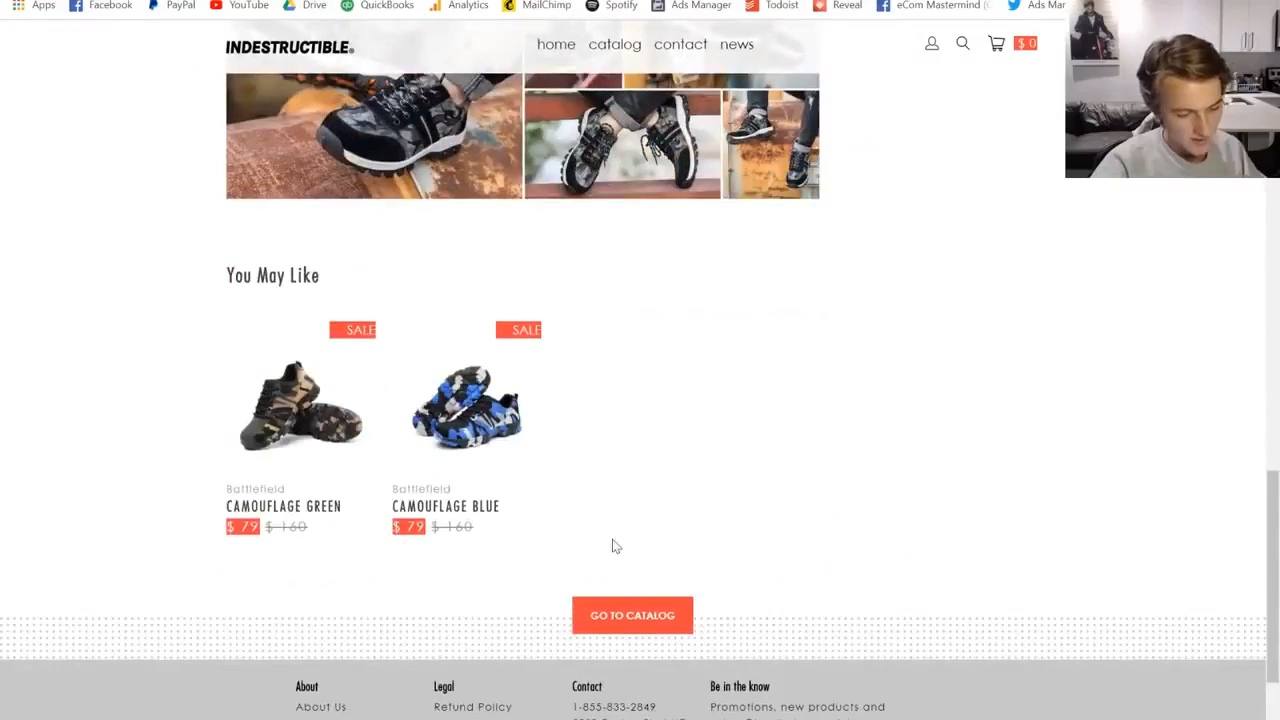 Apps Facebook PayPal YouTube Drive QuickBooks Analytics MailChimp Spotify Ads Manager Todoist Reveal eCom Mastermind Ads Mar
INDESTRUCTIBLE® home catalog contact news $ 0
You May Like
SALE SALE
Battlefield Battlefield
CAMOUFLAGE GREEN CAMOUFLAGE BLUE
$ 79 $ 160 $ 79 $ 160
GO TO CATALOG
About Legal Contact Be in the know
About Us Refund Policy 1-855-833-2849 Promotions, new products and